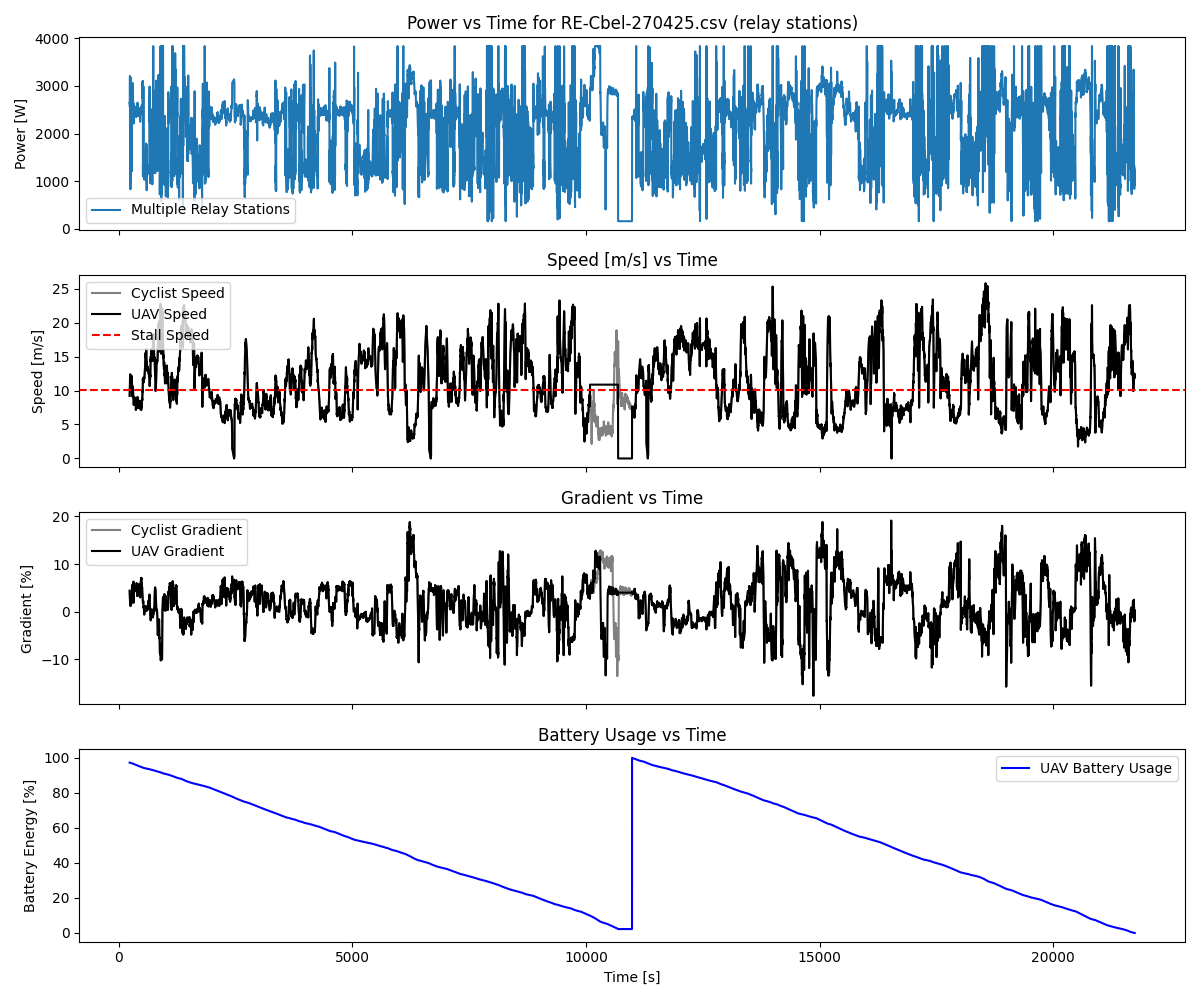 Power vs Time for RE-Cbel-270425.csv (relay stations)
Power [W]
4000
3000
2000
1000
0
Multiple Relay Stations
Speed [m/s] vs Time
Speed [m/s]
25
20
15
10
5
0
Cyclist Speed
UAV Speed
Stall Speed
Gradient vs Time
Gradient [%]
20
10
0
−10
Cyclist Gradient
UAV Gradient
Battery Usage vs Time
Battery Energy [%]
100
80
60
40
20
0
UAV Battery Usage
0 5000 10000 15000 20000
Time [s]